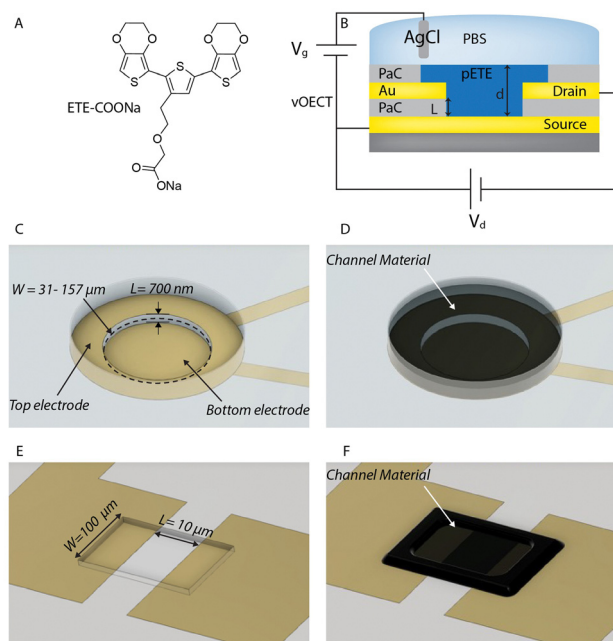 A
O
O
O
O
S
S
S
ETE-COONa
O
O
ONa
B
AgCl
PBS
Vg
PaC
pETE
Au
d
Drain
vOECT
PaC
L
Source
Vd
C
W = 31- 157 µm
L= 700 nm
Top electrode
Bottom electrode
D
Channel Material
E
W= 100 µm
L= 10 µm
F
Channel Material